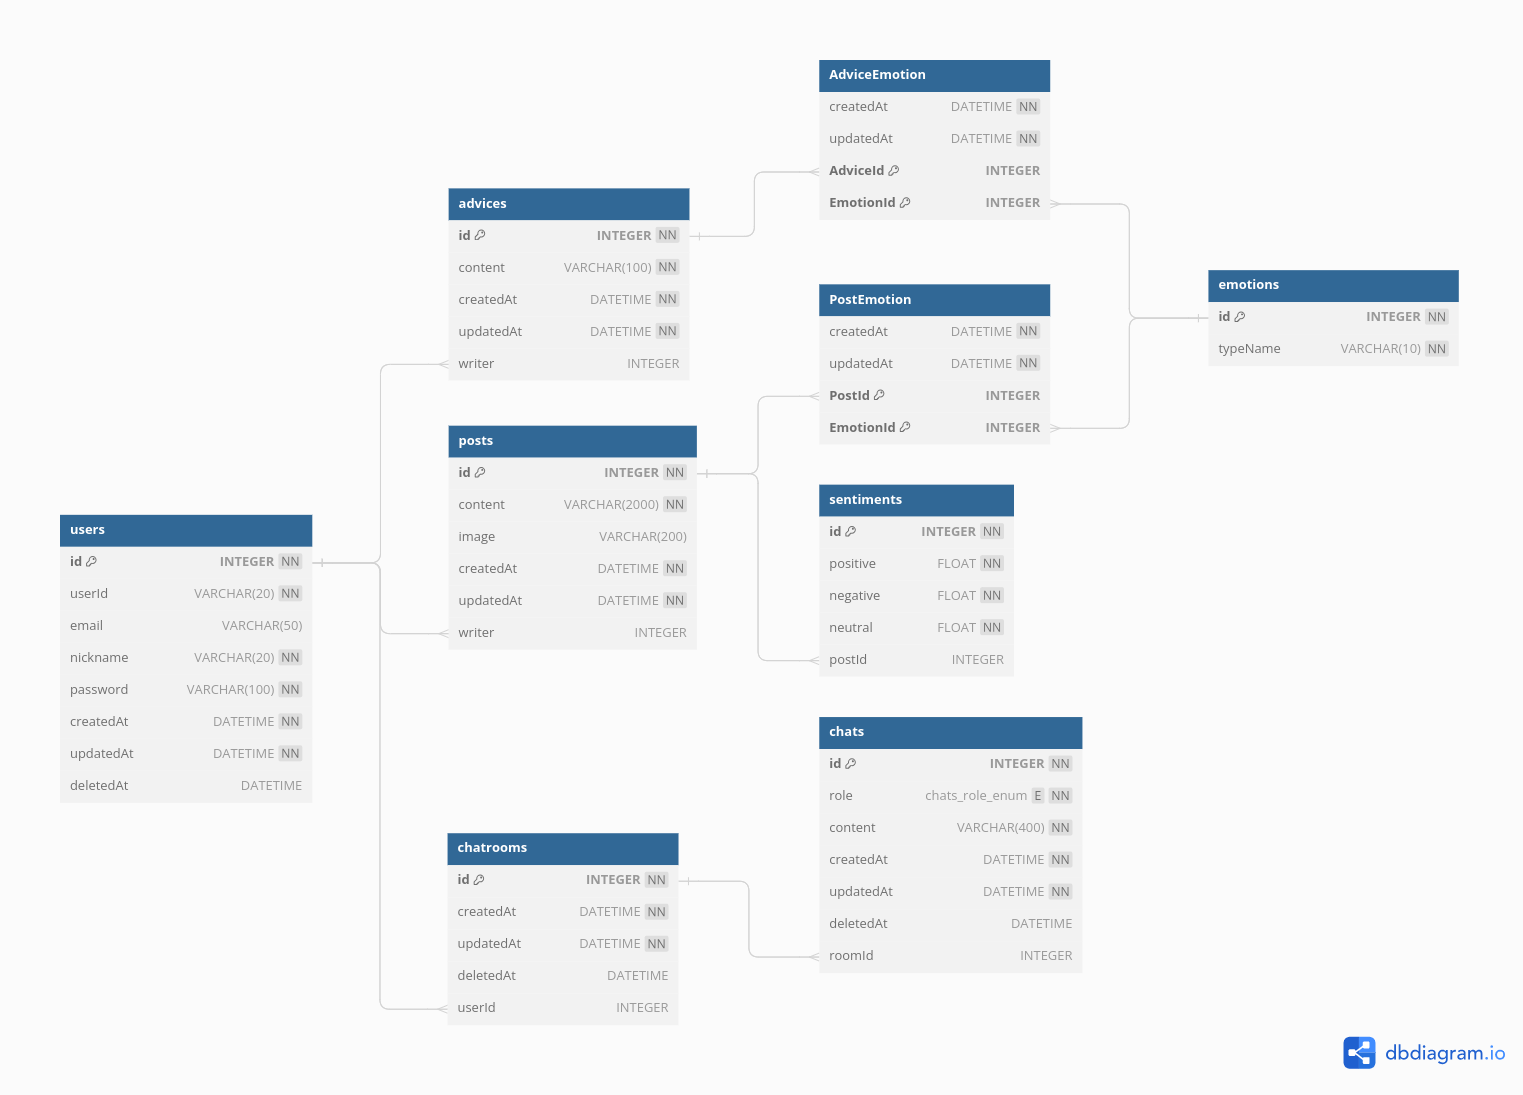 AdviceEmotion
createdAt DATETIME NN
updatedAt DATETIME NN
AdviceId INTEGER
EmotionId INTEGER
advices
id INTEGER NN
content VARCHAR(100) NN
createdAt DATETIME NN
updatedAt DATETIME NN
writer INTEGER
PostEmotion
createdAt DATETIME NN
updatedAt DATETIME NN
PostId INTEGER
EmotionId INTEGER
emotions
id INTEGER NN
typeName VARCHAR(10) NN
posts
id INTEGER NN
content VARCHAR(2000) NN
image VARCHAR(200)
createdAt DATETIME NN
updatedAt DATETIME NN
writer INTEGER
sentiments
id INTEGER NN
positive FLOAT NN
negative FLOAT NN
neutral FLOAT NN
postId INTEGER
users
id INTEGER NN
userId VARCHAR(20) NN
email VARCHAR(50)
nickname VARCHAR(20) NN
password VARCHAR(100) NN
createdAt DATETIME NN
updatedAt DATETIME NN
deletedAt DATETIME
chats
id INTEGER NN
role chats_role_enum E NN
content VARCHAR(400) NN
createdAt DATETIME NN
updatedAt DATETIME NN
deletedAt DATETIME
roomId INTEGER
chatrooms
id INTEGER NN
createdAt DATETIME NN
updatedAt DATETIME NN
deletedAt DATETIME
userId INTEGER
dbdiagram.io